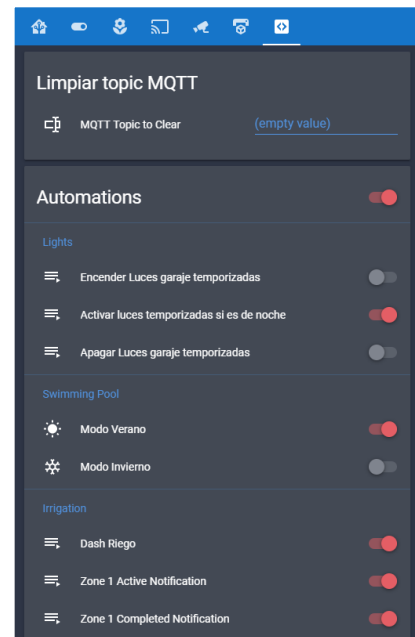 Limpiar topic MQTT
MQTT Topic to Clear (empty value)
Automations
Lights
Encender Luces garaje temporizadas
Activar luces temporizadas si es de noche
Apagar Luces garaje temporizadas
Swimming Pool
Modo Verano
Modo Invierno
Irrigation
Dash Riego
Zone 1 Active Notification
Zone 1 Completed Notification